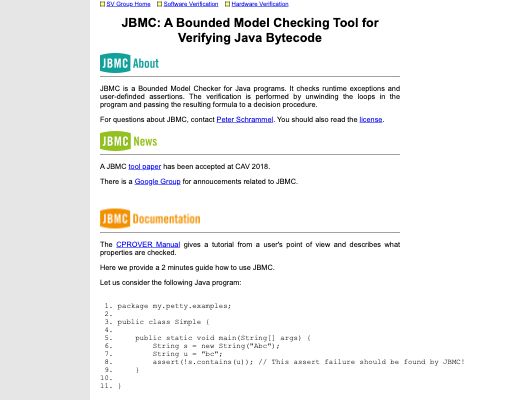 SV Group Home Software Verification Hardware Verification
JBMC: A Bounded Model Checking Tool for
Verifying Java Bytecode
JBMC About
JBMC is a Bounded Model Checker for Java programs. It checks runtime exceptions and
user-definded assertions. The verification is performed by unwinding the loops in the
program and passing the resulting formula to a decision procedure.
For questions about JBMC, contact Peter Schrammel. You should also read the license.
JBMC News
A JBMC tool paper has been accepted at CAV 2018.
There is a Google Group for annoucements related to JBMC.
JBMC Documentation
The CPROVER Manual gives a tutorial from a user's point of view and describes what
properties are checked.
Here we provide a 2 minutes guide how to use JBMC.
Let us consider the following Java program:
1. package my.petty.examples;
2.
3. public class Simple {
4.
5.     public static void main(String[] args) {
6.         String s = new String("Abc");
7.         String u = "bc";
8.         assert(!s.contains(u)); // This assert failure should be found by JBMC!
9.     }
10.
11. }